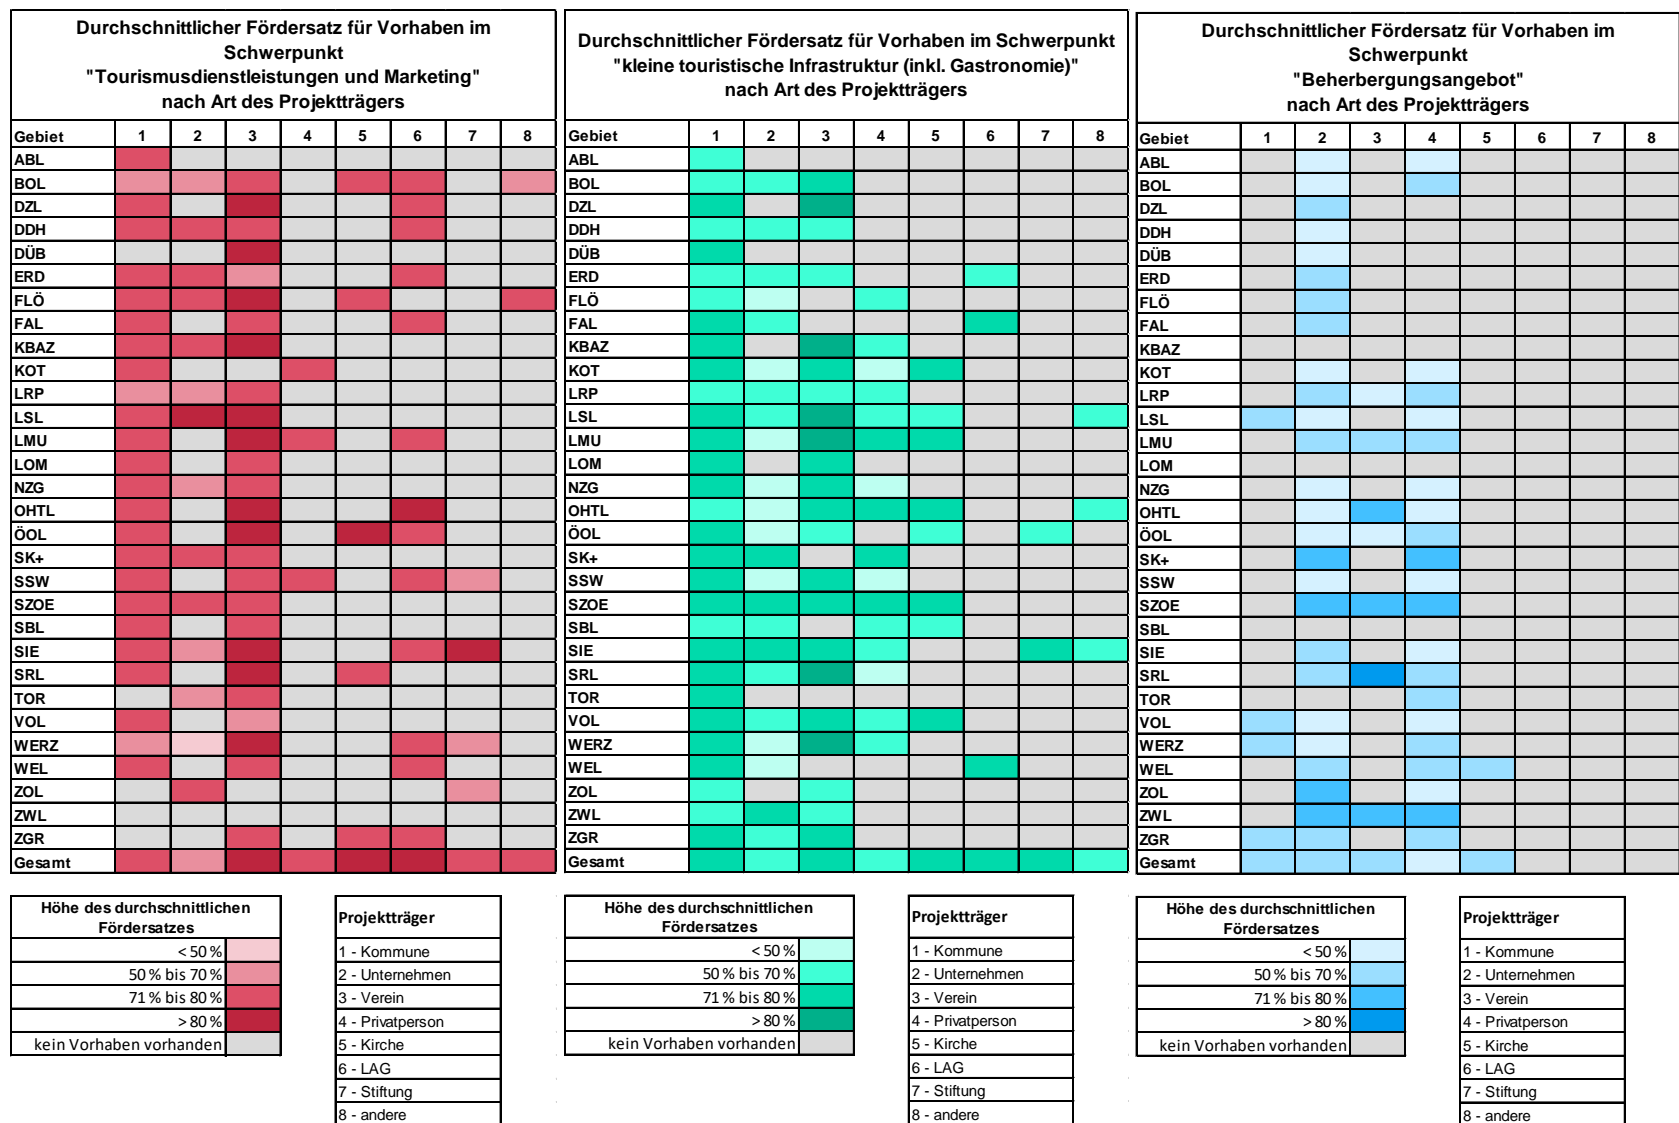 Durchschnittlicher Fördersatz für Vorhaben im
Schwerpunkt
"Tourismusdienstleistungen und Marketing"
nach Art des Projektträgers
Gebiet 1 2 3 4 5 6 7 8
ABL
BOL
DZL
DDH
DÜB
ERD
FLÖ
FAL
KBAZ
KOT
LRP
LSL
LMU
LOM
NZG
OHTL
ÖOL
SK+
SSW
SZOE
SBL
SIE
SRL
TOR
VOL
WERZ
WEL
ZOL
ZWL
ZGR
Gesamt
Höhe des durchschnittlichen
Fördersatzes
< 50 %
50 % bis 70 %
71 % bis 80 %
> 80 %
kein Vorhaben vorhanden
Projektträger
1 - Kommune
2 - Unternehmen
3 - Verein
4 - Privatperson
5 - Kirche
6 - LAG
7 - Stiftung
8 - andere
Durchschnittlicher Fördersatz für Vorhaben im Schwerpunkt
"kleine touristische Infrastruktur (inkl. Gastronomie)"
nach Art des Projektträgers
Gebiet 1 2 3 4 5 6 7 8
ABL
BOL
DZL
DDH
DÜB
ERD
FLÖ
FAL
KBAZ
KOT
LRP
LSL
LMU
LOM
NZG
OHTL
ÖOL
SK+
SSW
SZOE
SBL
SIE
SRL
TOR
VOL
WERZ
WEL
ZOL
ZWL
ZGR
Gesamt
Höhe des durchschnittlichen
Fördersatzes
< 50 %
50 % bis 70 %
71 % bis 80 %
> 80 %
kein Vorhaben vorhanden
Projektträger
1 - Kommune
2 - Unternehmen
3 - Verein
4 - Privatperson
5 - Kirche
6 - LAG
7 - Stiftung
8 - andere
Durchschnittlicher Fördersatz für Vorhaben im
Schwerpunkt
"Beherbergungsangebot"
nach Art des Projektträgers
Gebiet 1 2 3 4 5 6 7 8
ABL
BOL
DZL
DDH
DÜB
ERD
FLÖ
FAL
KBAZ
KOT
LRP
LSL
LMU
LOM
NZG
OHTL
ÖOL
SK+
SSW
SZOE
SBL
SIE
SRL
TOR
VOL
WERZ
WEL
ZOL
ZWL
ZGR
Gesamt
Höhe des durchschnittlichen
Fördersatzes
< 50 %
50 % bis 70 %
71 % bis 80 %
> 80 %
kein Vorhaben vorhanden
Projektträger
1 - Kommune
2 - Unternehmen
3 - Verein
4 - Privatperson
5 - Kirche
6 - LAG
7 - Stiftung
8 - andere